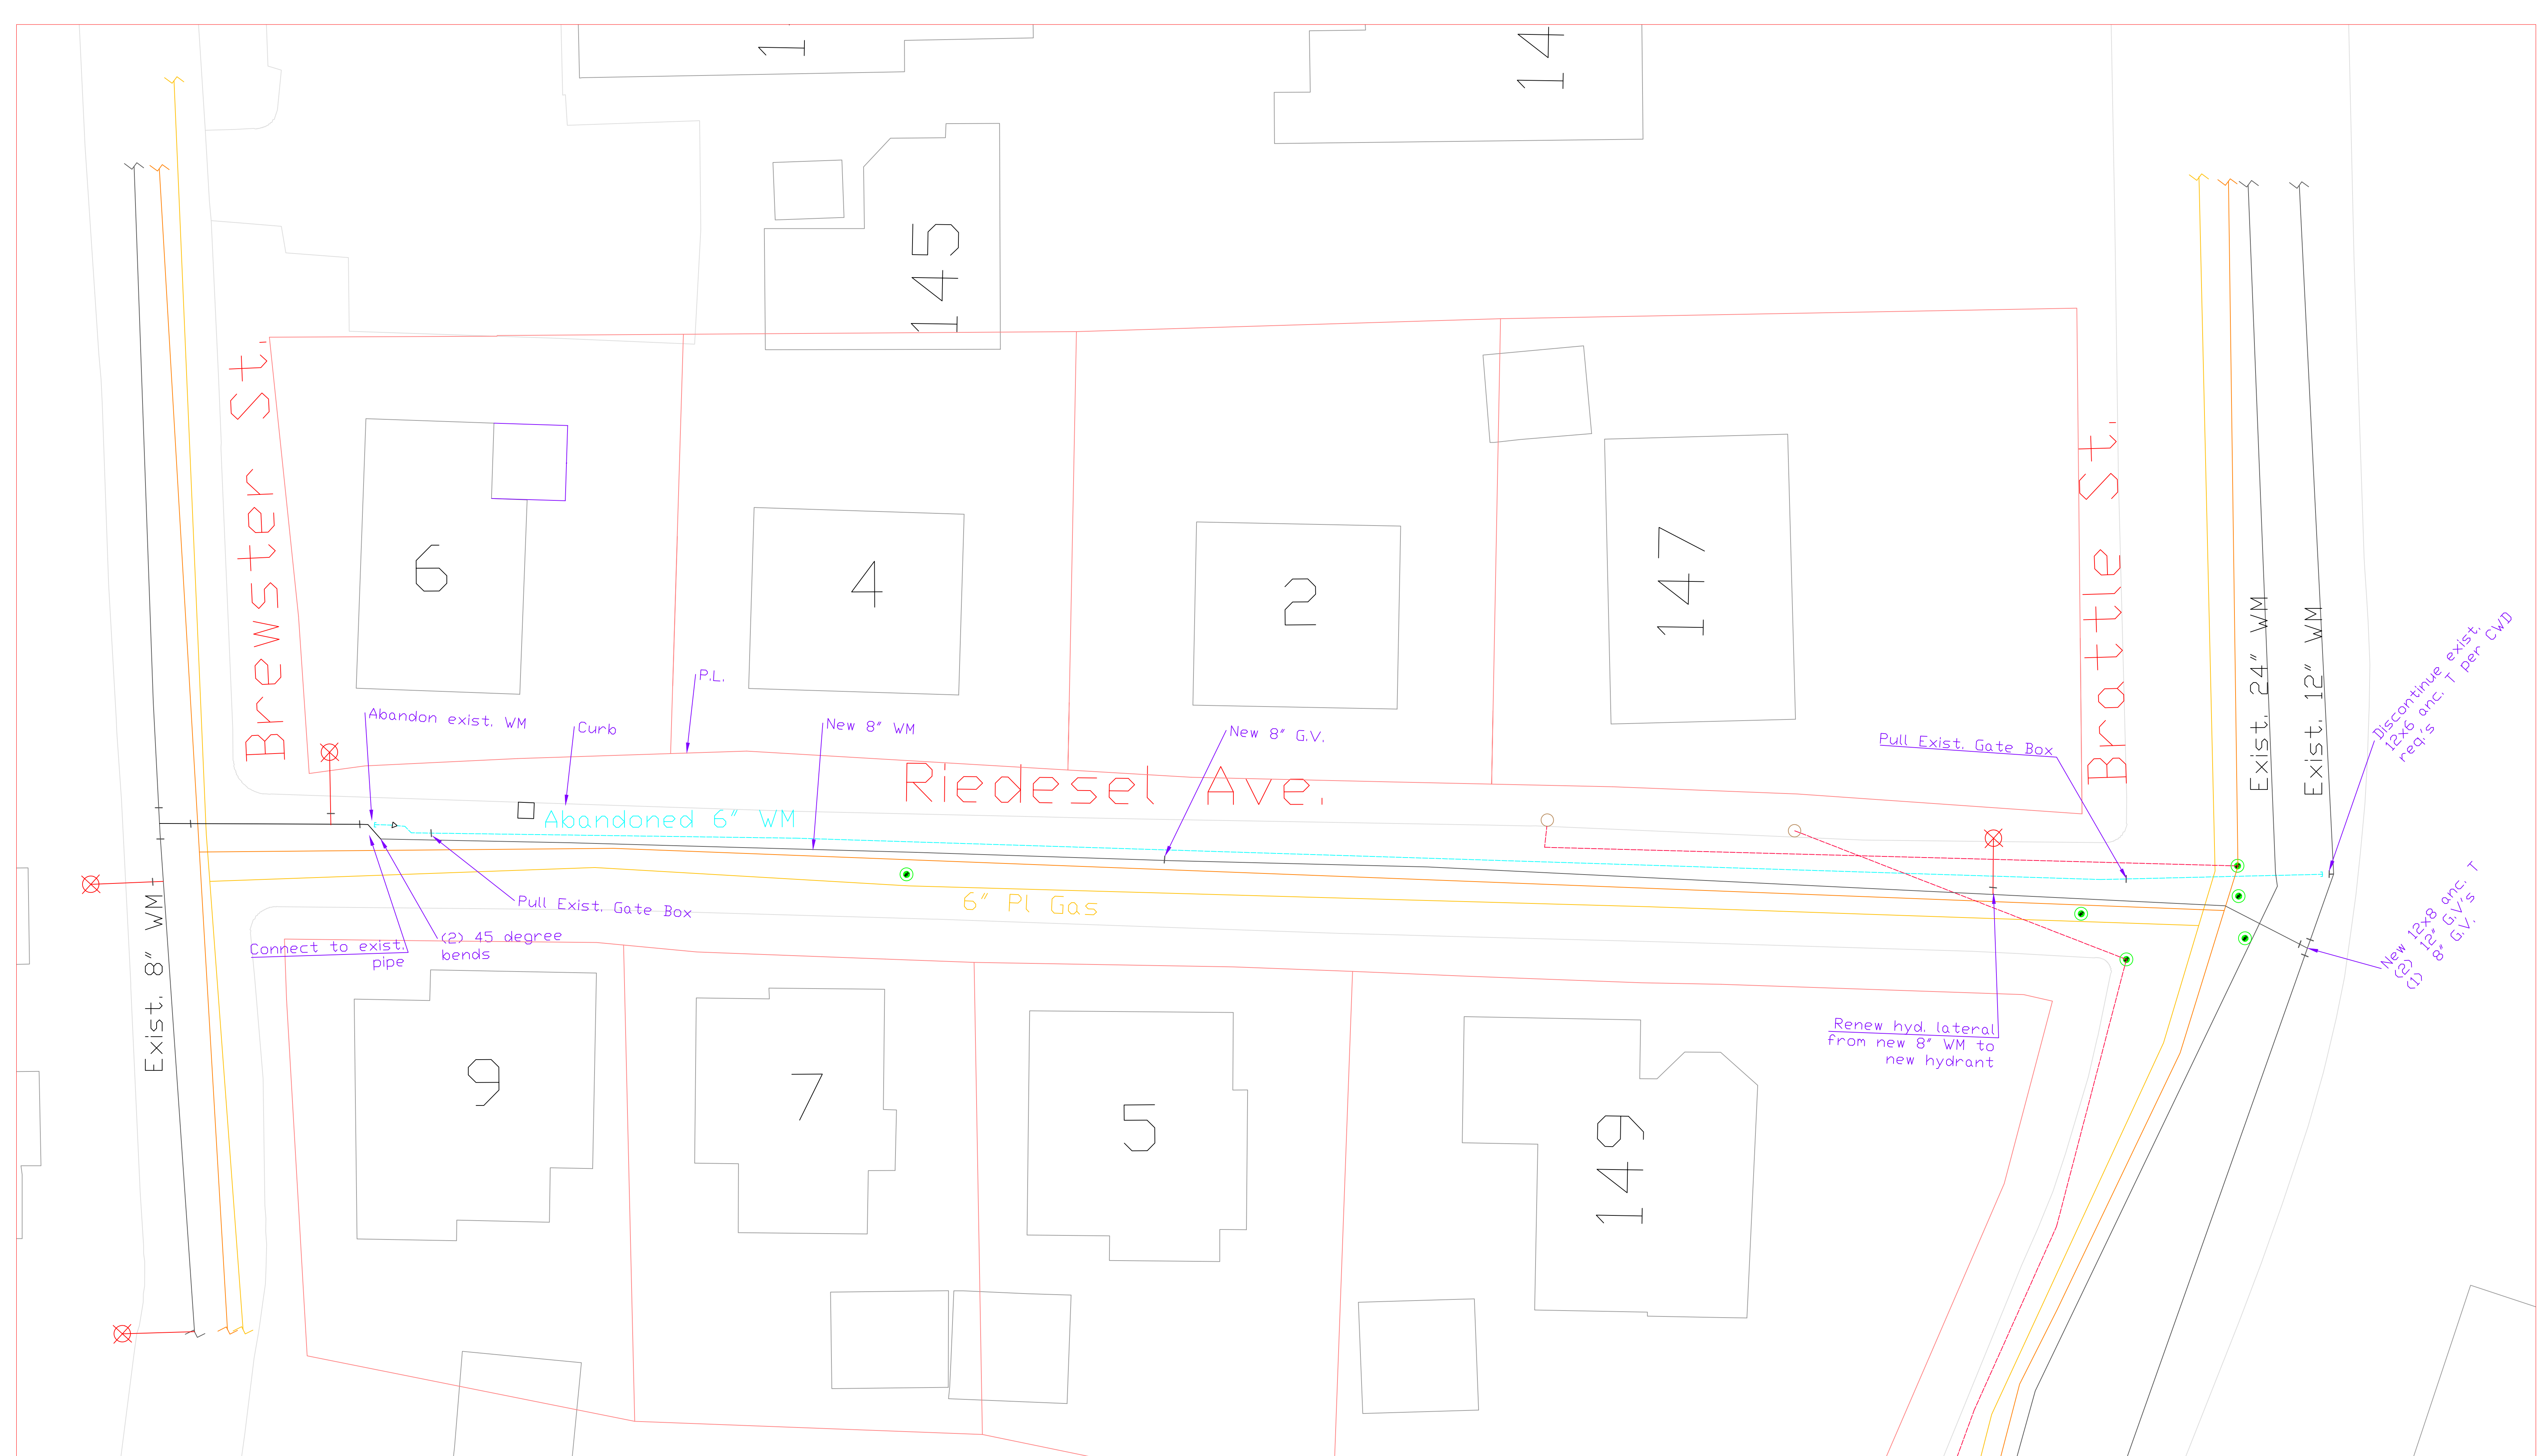 1
14
145
Brewster St.
6
4
2
147
Brattle St.
Exist. 24" WM
Exist. 12" WM
Discontinue exist.
12x6 anc. T per CWD
req.'s
P.L.
Abandon exist. WM
Curb
New 8" WM
New 8" G.V.
Pull Exist. Gate Box
Riedesel Ave.
Abandoned 6" WM
6" Pl Gas
Pull Exist. Gate Box
(2) 45 degree
bends
Connect to exist.
pipe
Exist. 8" WM
New 12x8 anc. T
(2) 12" G.V's
(1) 8" G.V.
Renew hyd. lateral
from new 8" WM to
new hydrant
9
7
5
149